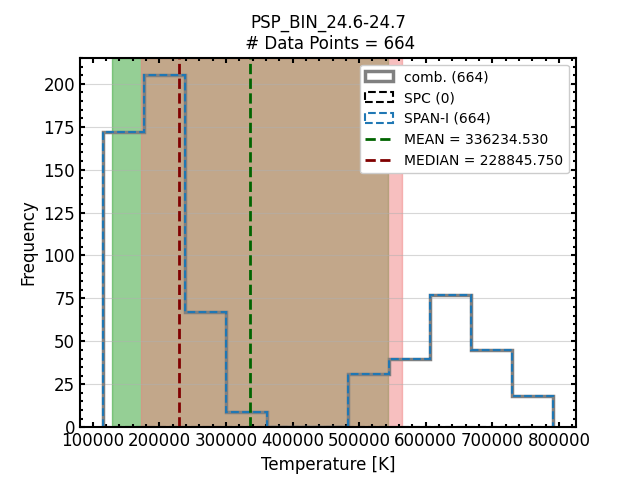 PSP_BIN_24.6-24.7
# Data Points = 664
comb. (664)
SPC (0)
SPAN-I (664)
MEAN = 336234.530
MEDIAN = 228845.750
Frequency
200
175
150
125
100
75
50
25
0
100000 200000 300000 400000 500000 600000 700000 800000
Temperature [K]